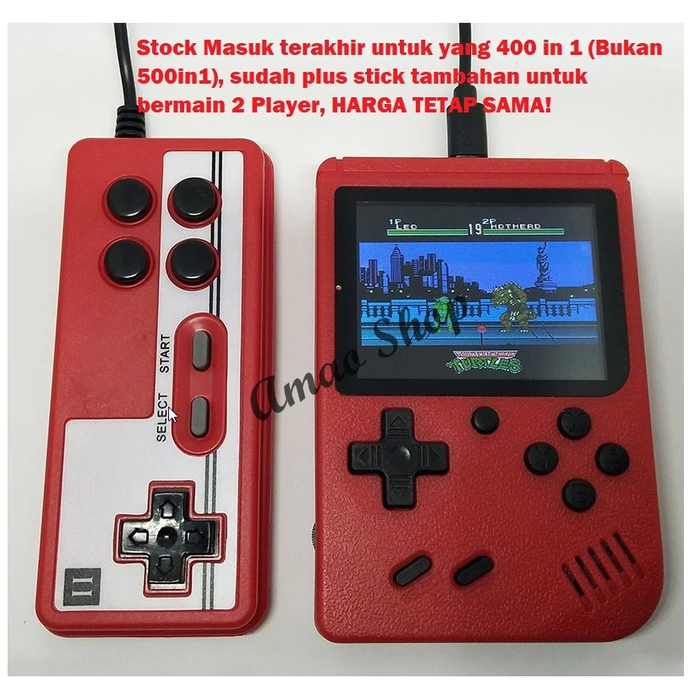 Stock Masuk terakhir untuk yang 400 in 1 (Bukan
500in1), sudah plus stick tambahan untuk
bermain 2 Player, HARGA TETAP SAMA!
1P
LEO
19
2P
HOTHEAD
TURTLES
Amao Shop
START
SELECT
II